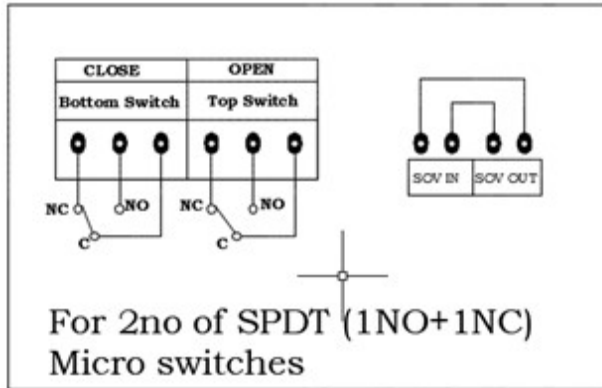 CLOSE OPEN
Bottom Switch Top Switch
SOV IN SOV OUT
NC NO NC NO
C C
For 2no of SPDT (1NO+1NC)
Micro switches